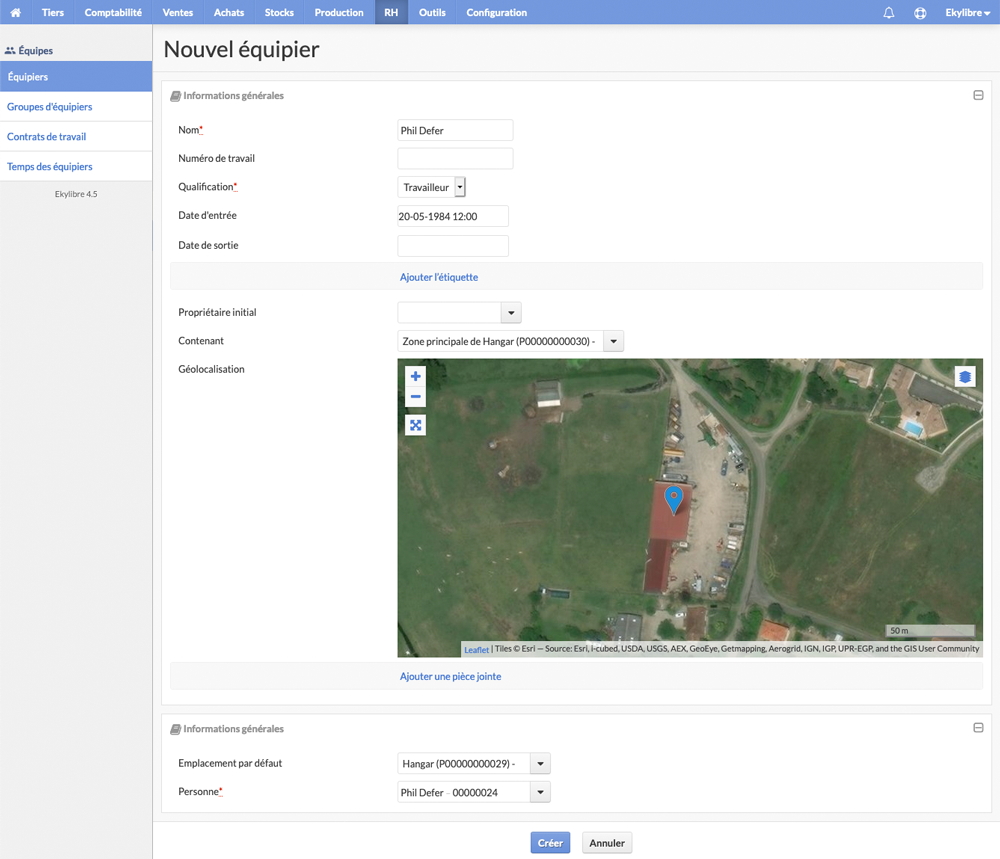 Tiers Comptabilité Ventes Achats Stocks Production RH Outils Configuration Ekylibre
Équipes
Équipiers
Groupes d'équipiers
Contrats de travail
Temps des équipiers
Ekylibre 4.5
Nouvel équipier
Informations générales
Nom* Phil Defer
Numéro de travail
Qualification* Travailleur
Date d'entrée 20-05-1984 12:00
Date de sortie
Ajouter l'étiquette
Propriétaire initial
Contenant Zone principale de Hangar (P00000000030) -
Géolocalisation
+
−
50 m
Leaflet | Tiles © Esri — Source: Esri, i-cubed, USDA, USGS, AEX, GeoEye, Getmapping, Aerogrid, IGN, IGP, UPR-EGP, and the GIS User Community
Ajouter une pièce jointe
Informations générales
Emplacement par défaut Hangar (P00000000029) -
Personne* Phil Defer - 00000024
Créer Annuler